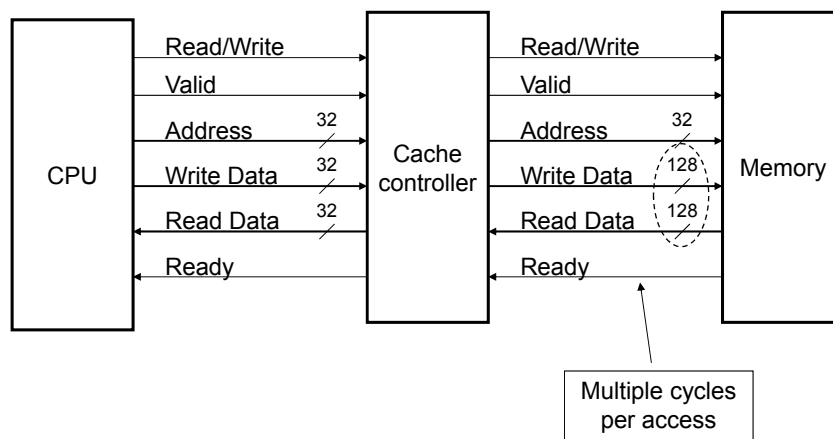 CPU
Read/Write
Valid
Address
32
Write Data
32
Read Data
32
Ready
Cache
controller
Read/Write
Valid
Address
32
Write Data
128
Read Data
128
Ready
Memory
Multiple cycles
per access